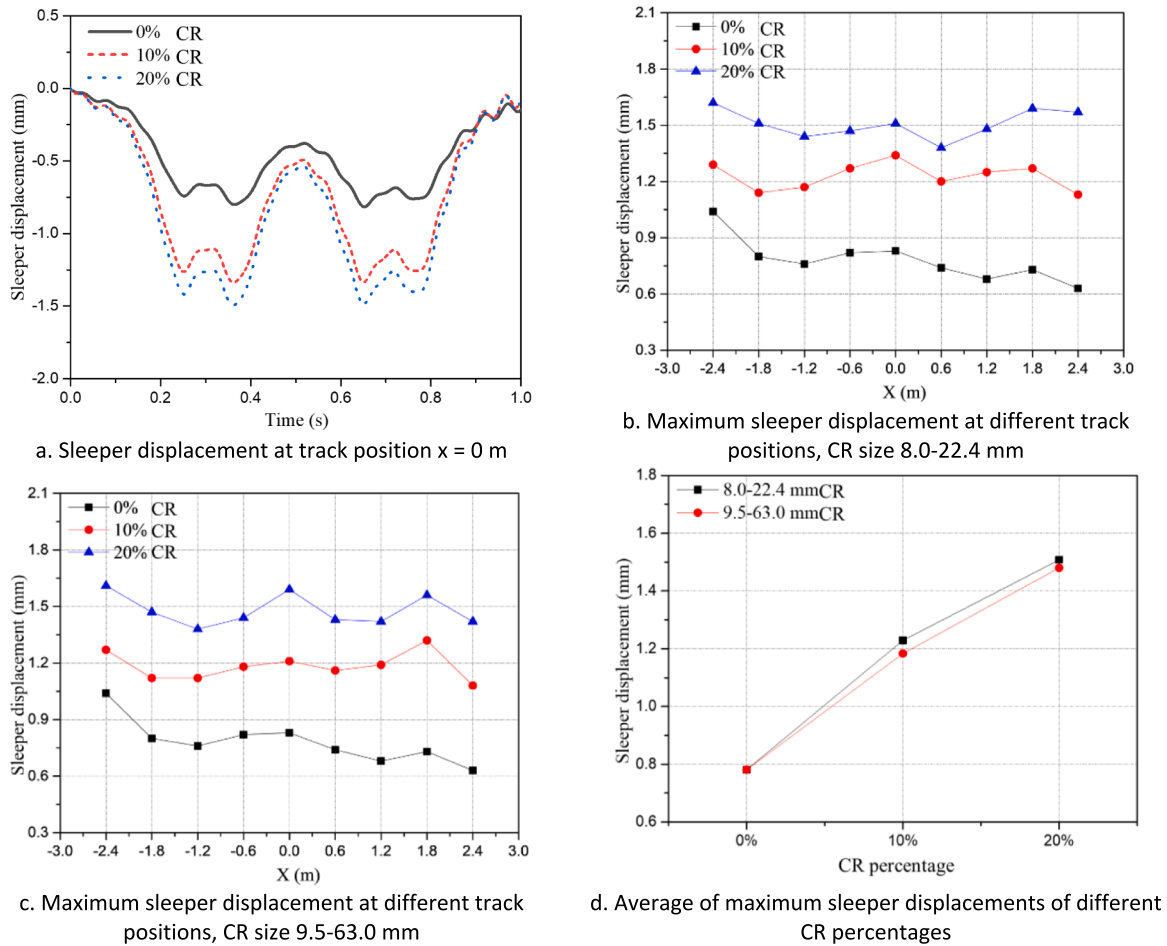 0.5
0.0
-0.5
-1.0
-1.5
-2.0
Sleeper displacement (mm)
0% CR
10% CR
20% CR
0.0 0.2 0.4 0.6 0.8 1.0
Time (s)
a. Sleeper displacement at track position x = 0 m
2.1
1.8
1.5
1.2
0.9
0.6
0.3
Sleeper displacement (mm)
0% CR
10% CR
20% CR
-3.0 -2.4 -1.8 -1.2 -0.6 0.0 0.6 1.2 1.8 2.4 3.0
X (m)
b. Maximum sleeper displacement at different track
positions, CR size 8.0-22.4 mm
2.1
1.8
1.5
1.2
0.9
0.6
0.3
Sleeper displacement (mm)
0% CR
10% CR
20% CR
-3.0 -2.4 -1.8 -1.2 -0.6 0.0 0.6 1.2 1.8 2.4 3.0
X (m)
c. Maximum sleeper displacement at different track
positions, CR size 9.5-63.0 mm
1.8
1.6
1.4
1.2
1.0
0.8
0.6
Sleeper displacement (mm)
8.0-22.4 mmCR
9.5-63.0 mmCR
0% 10% 20%
CR percentage
d. Average of maximum sleeper displacements of different
CR percentages